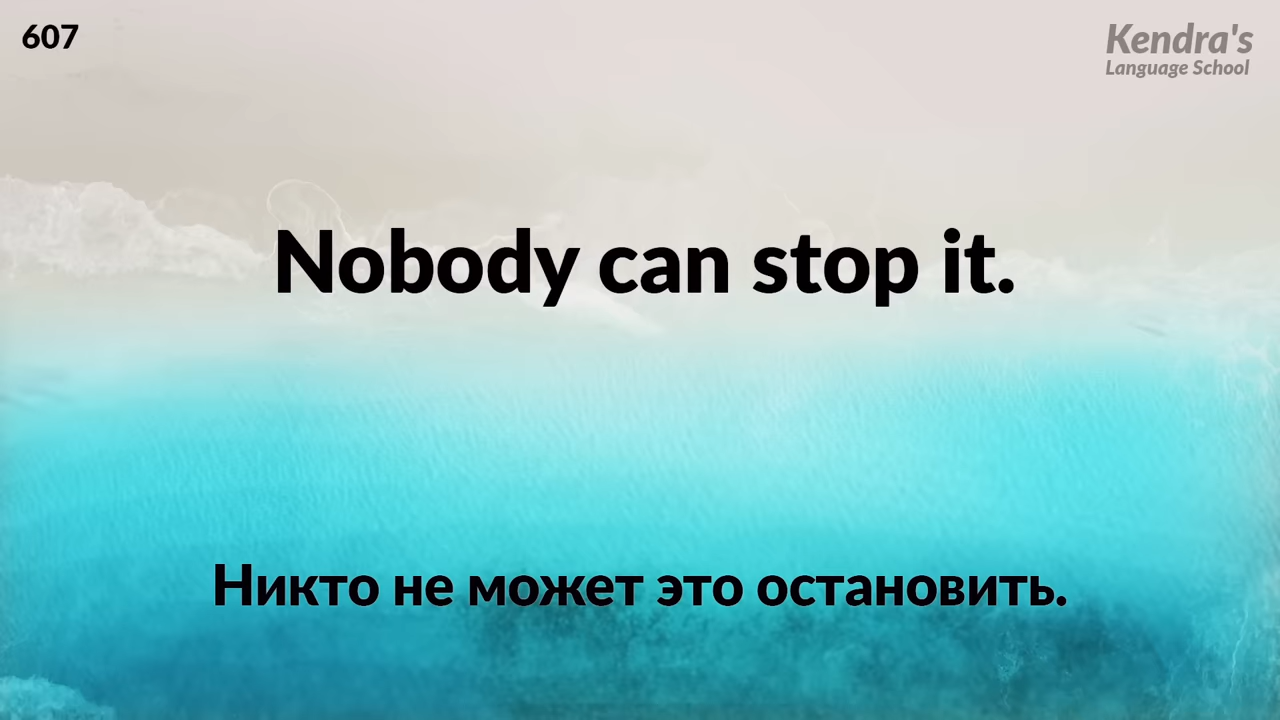 607
Kendra's
Language School
Nobody can stop it.
Никто не может это остановить.